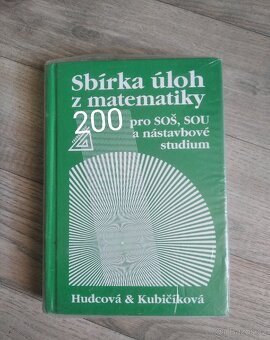 Sbírka úloh
z matematiky
200 pro SOŠ, SOU
a nástavbové
studium
Hudcová & Kubičíková